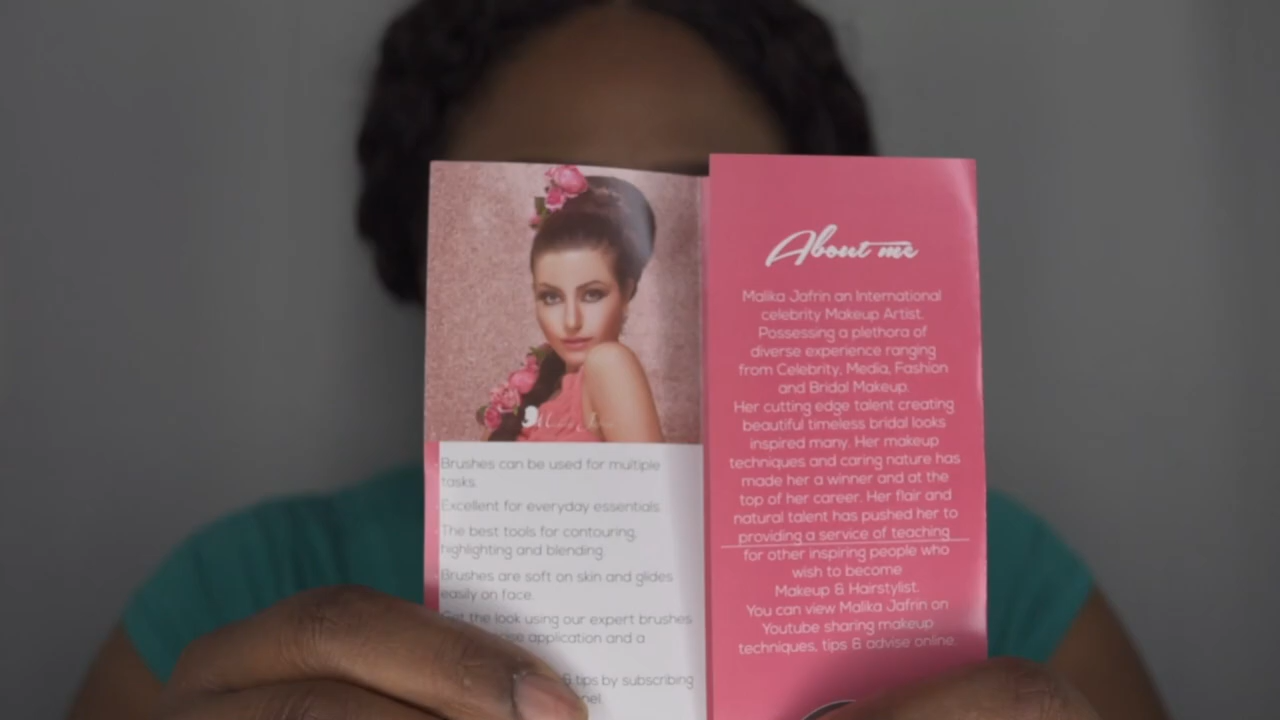 Brushes can be used for multiple
tasks.
Excellent for everyday essentials.
The best tools for contouring,
highlighting and blending.
Brushes are soft on skin and glides
easily on face.
the look using our expert brushes
application and a
& tips by subscribing
About me
Malika Jafrin an International
celebrity Makeup Artist.
Possessing a plethora of
diverse experience ranging
from Celebrity, Media, Fashion
and Bridal Makeup.
Her cutting edge talent creating
beautiful timeless bridal looks
inspired many. Her makeup
techniques and caring nature has
made her a winner and at the
top of her career. Her flair and
natural talent has pushed her to
providing a service of teaching
for other inspiring people who
wish to become
Makeup & Hairstylist.
You can view Malika Jafrin on
Youtube sharing makeup
techniques, tips & advise online.